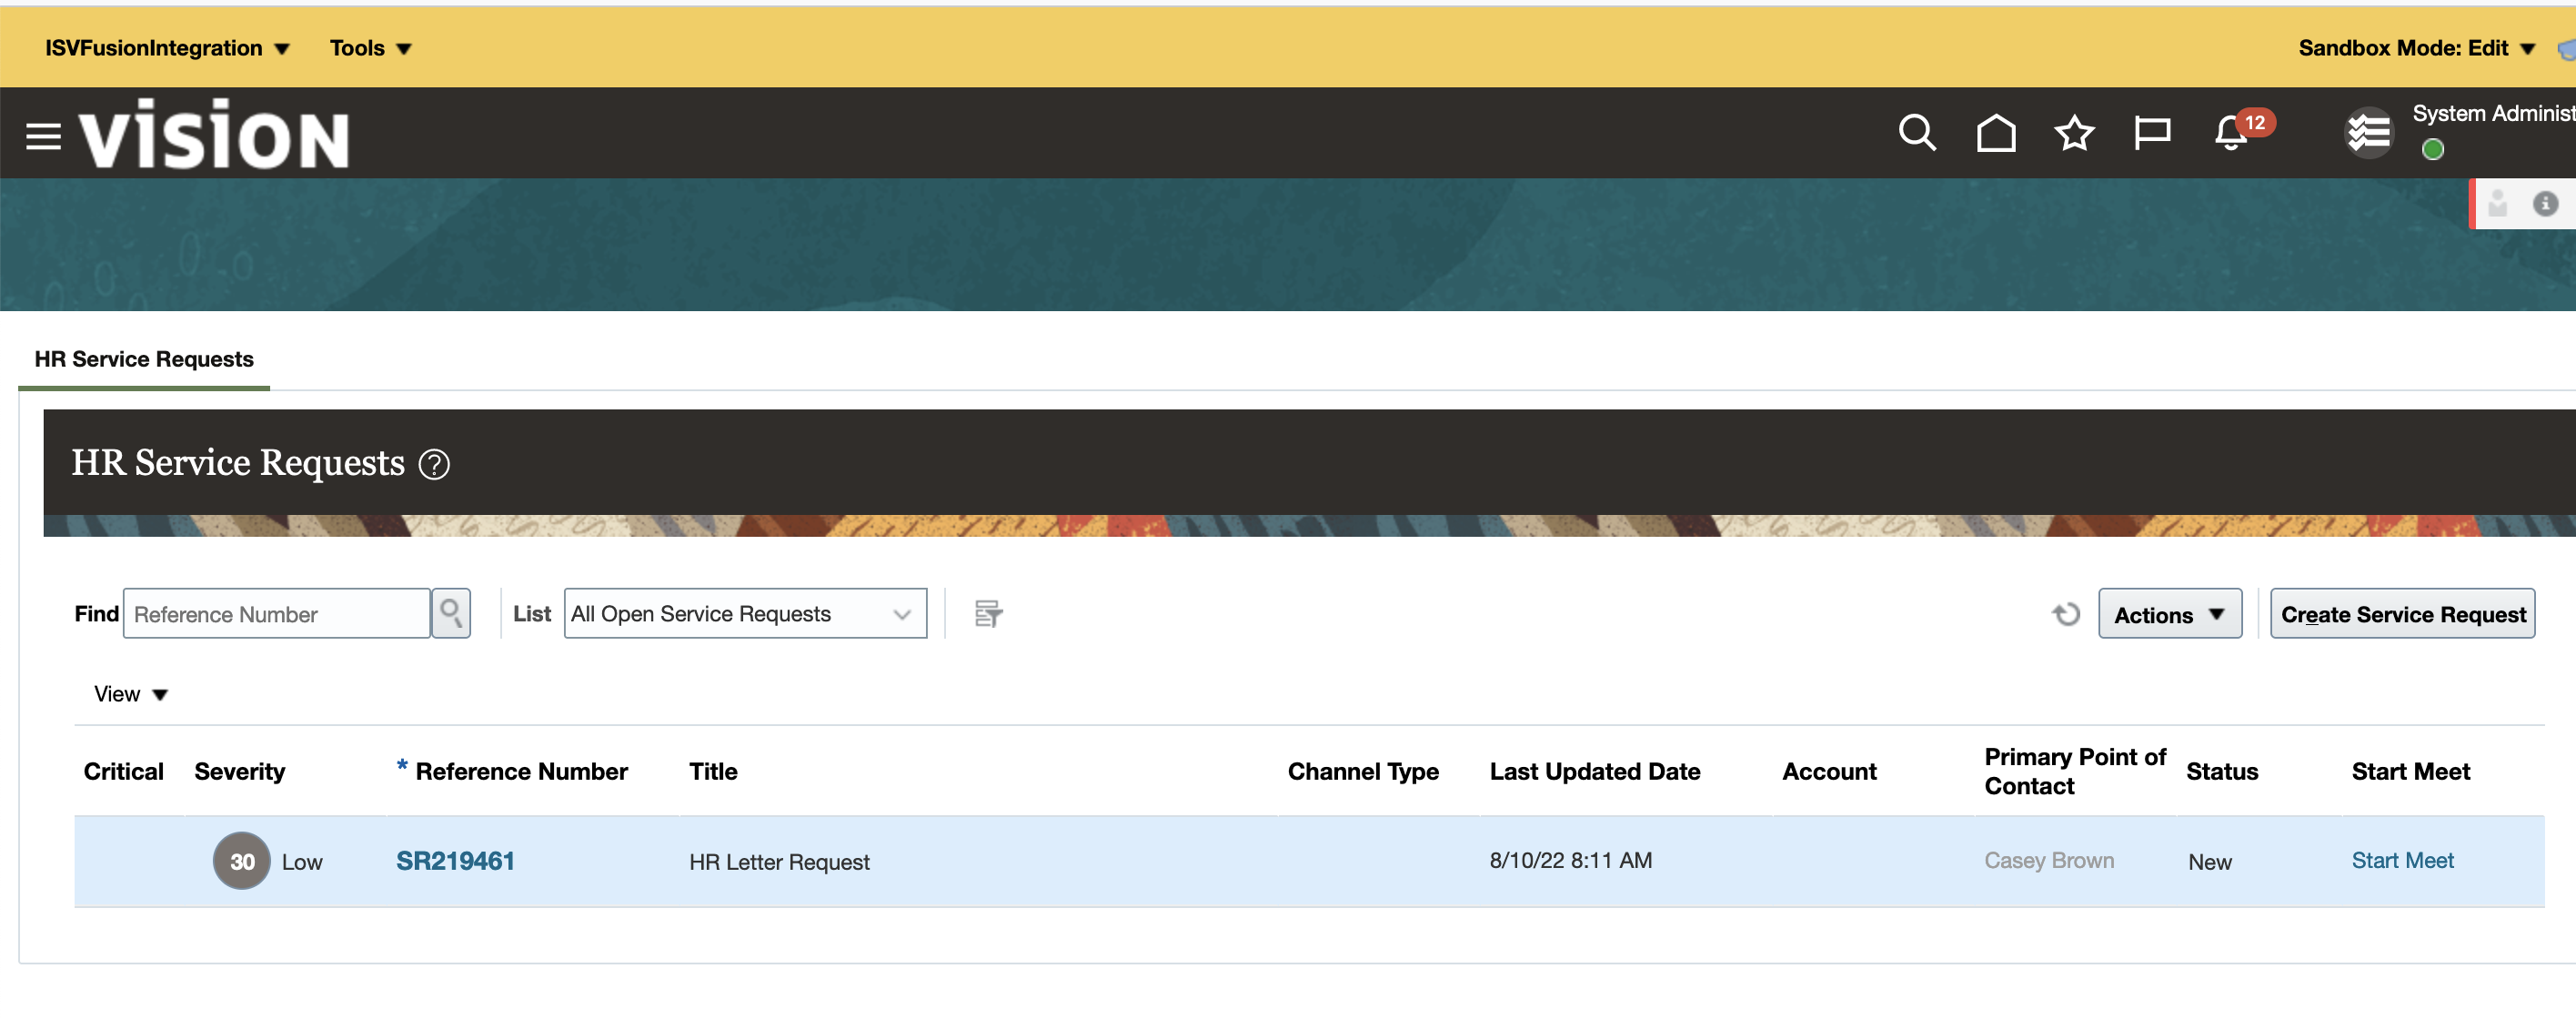 ISVFusionIntegration Tools Sandbox Mode: Edit
VISION 12 System Administ
HR Service Requests
HR Service Requests ?
Find Reference Number List All Open Service Requests Actions Create Service Request
View
Critical Severity * Reference Number Title Channel Type Last Updated Date Account Primary Point of Contact Status Start Meet
30 Low SR219461 HR Letter Request 8/10/22 8:11 AM Casey Brown New Start Meet